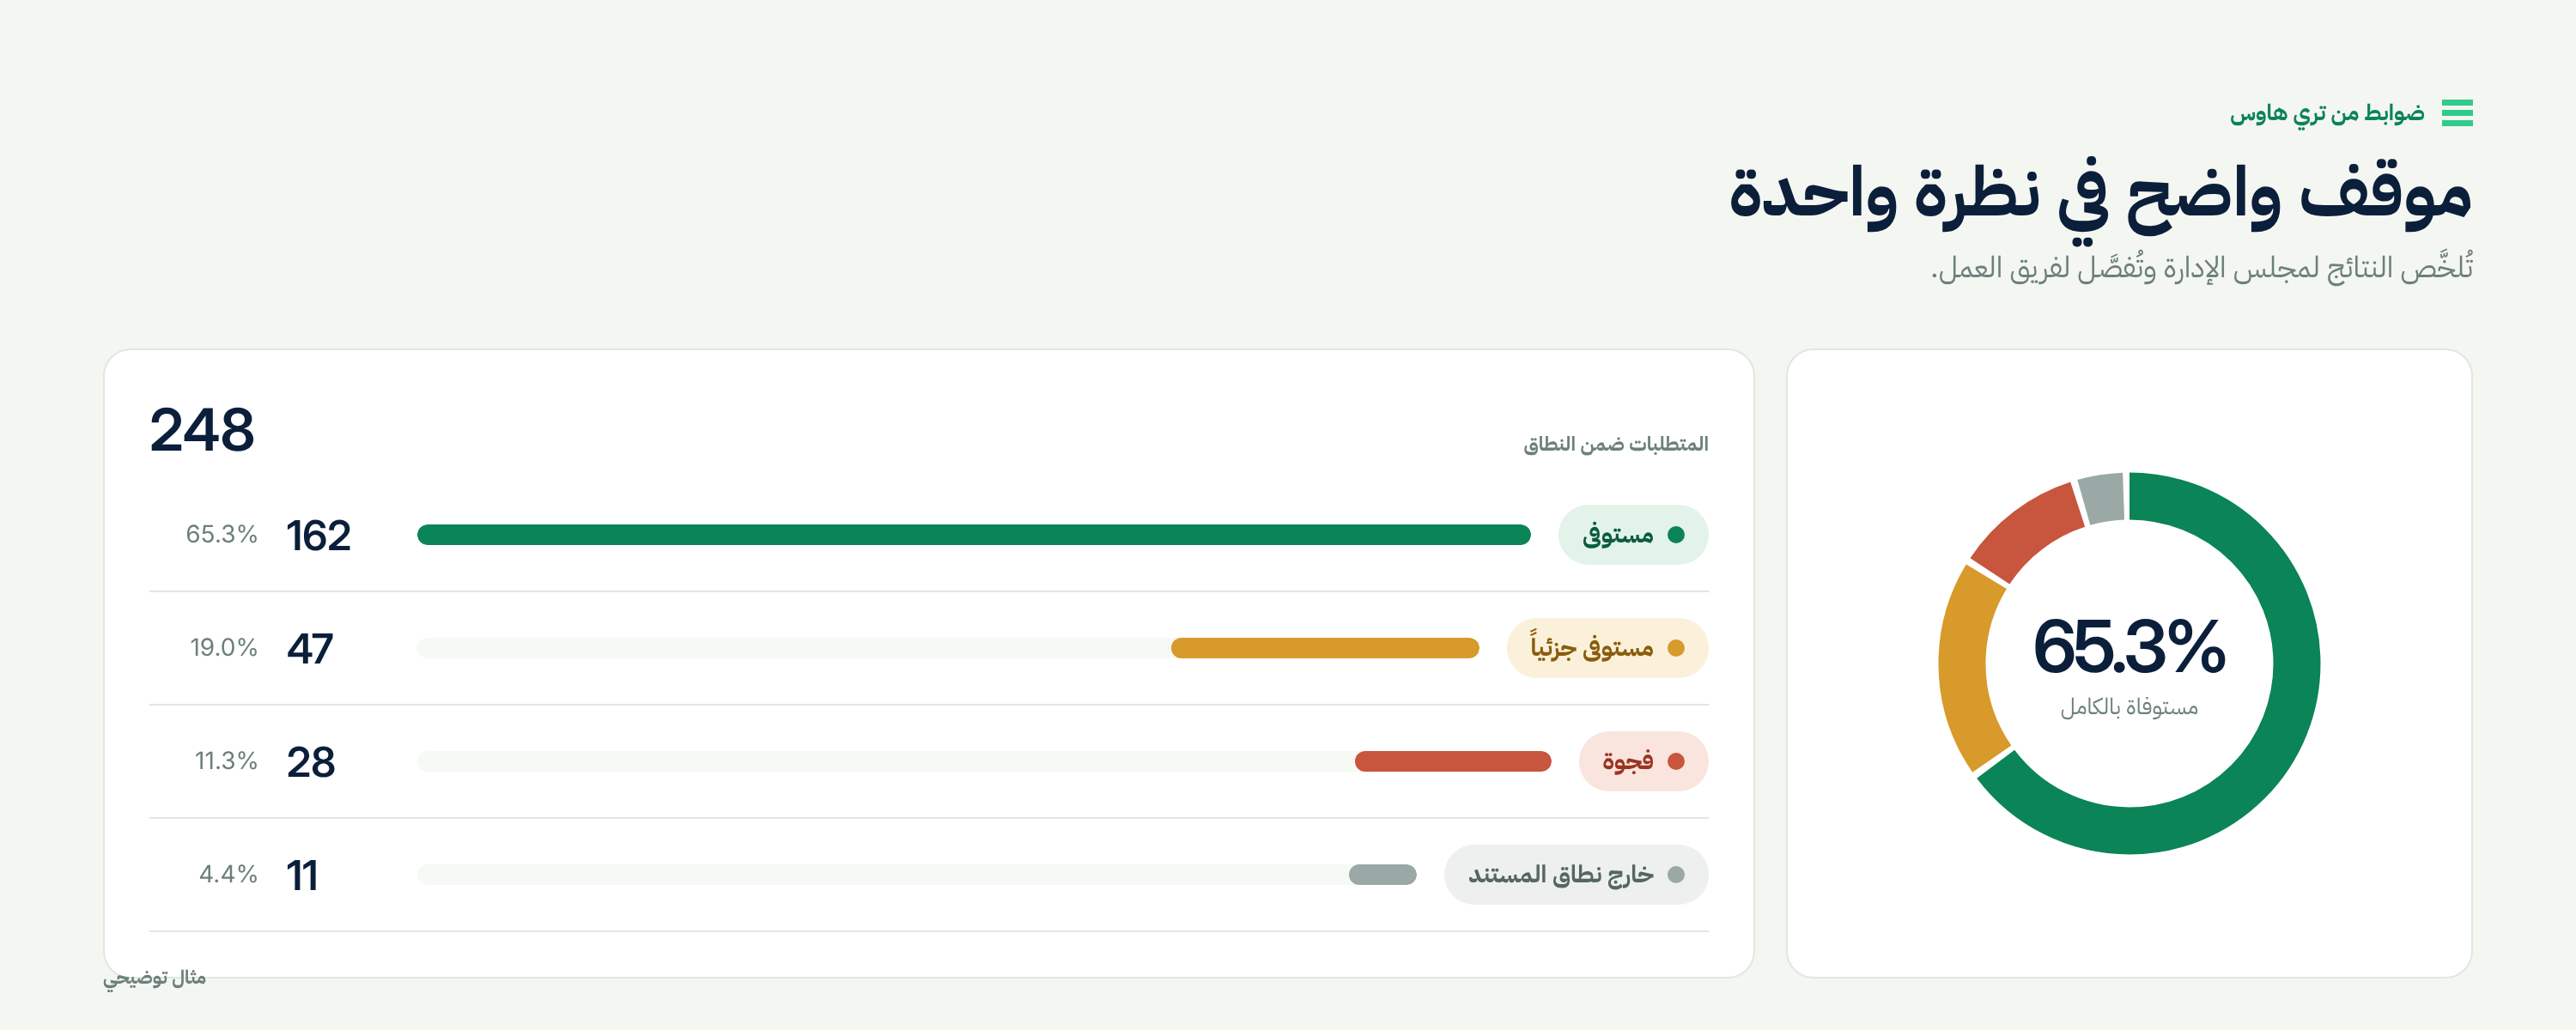 ضوابط من تري هاوس
موقف واضح في نظرة واحدة
تُلخَّص النتائج لمجلس الإدارة وتُفصَّل لفريق العمل.
65.3%
مستوفاة بالكامل
المتطلبات ضمن النطاق 248
مستوفى 162 65.3%
مستوفى جزئياً 47 19.0%
فجوة 28 11.3%
خارج نطاق المستند 11 4.4%
مثال توضيحي